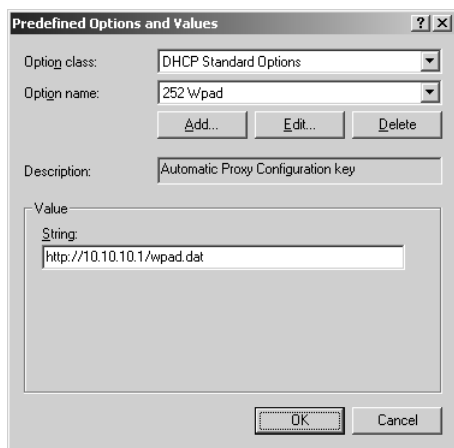 Predefined Options and Values
Option class: DHCP Standard Options
Option name: 252 Wpad
Add... Edit... Delete
Description: Automatic Proxy Configuration key
Value
String:
http://10.10.10.1/wpad.dat
OK Cancel